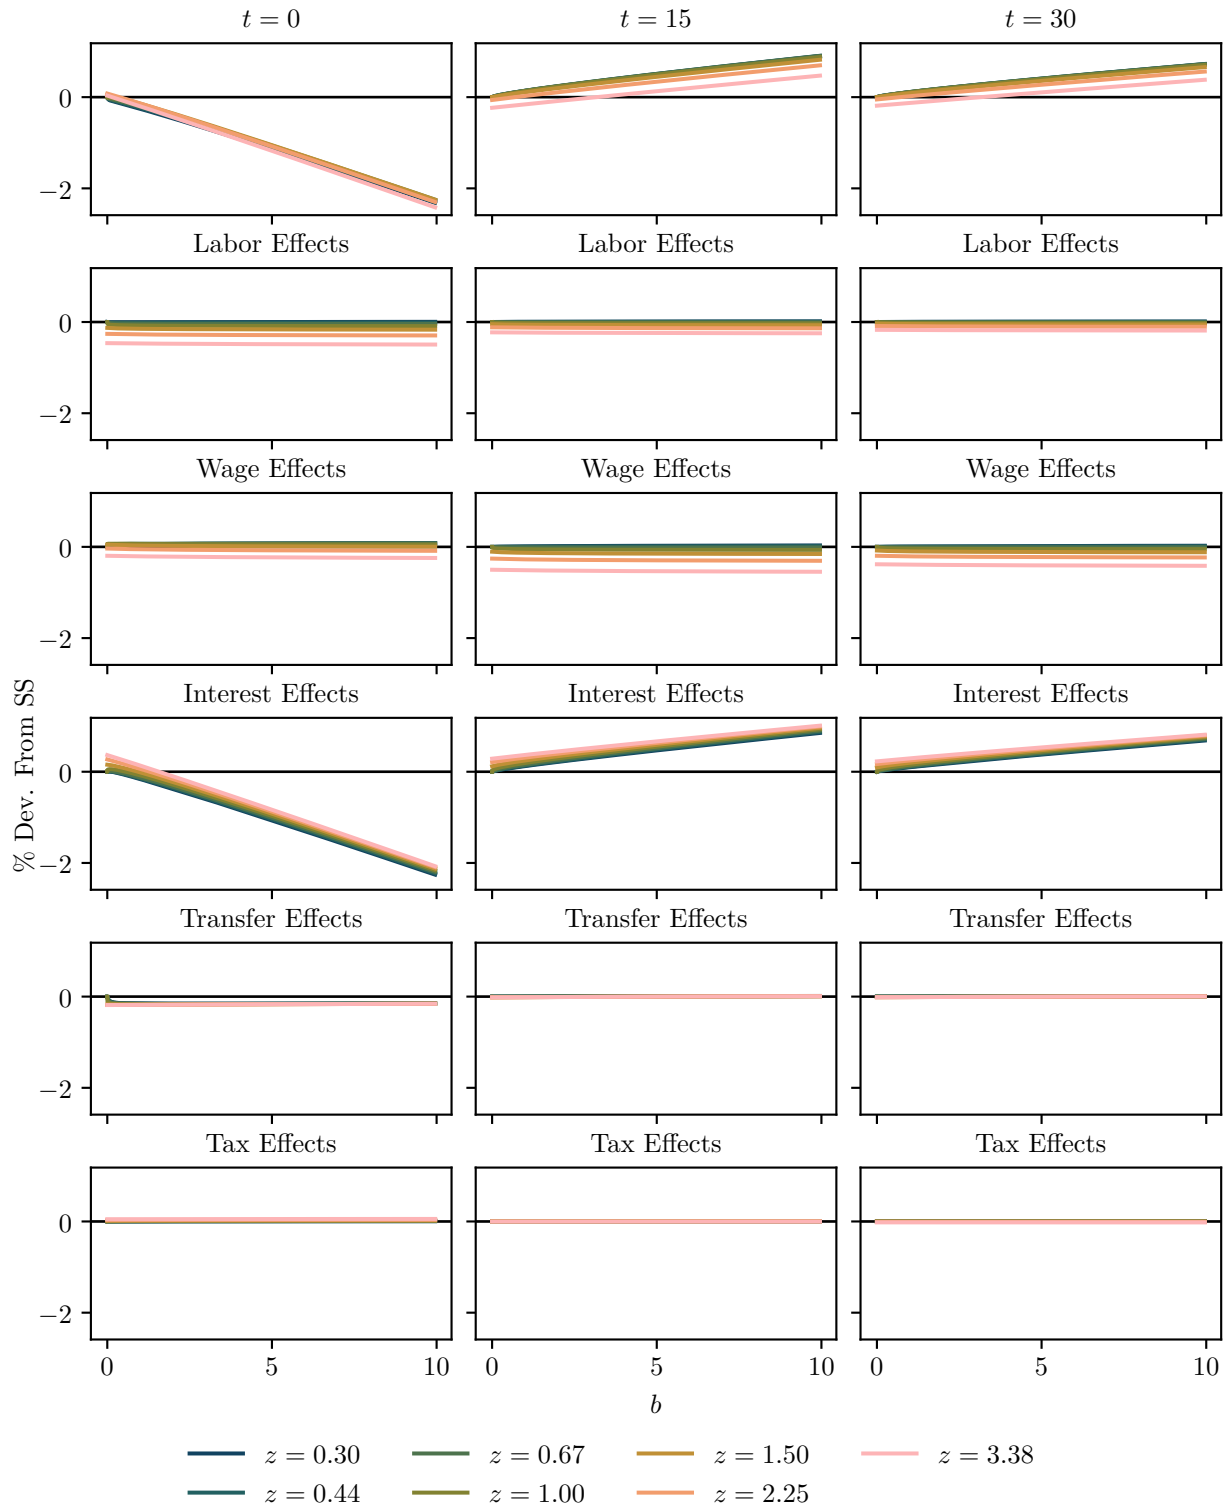 t = 0 t = 15 t = 30
0
−2
Labor Effects Labor Effects Labor Effects
0
−2
Wage Effects Wage Effects Wage Effects
0
−2
Interest Effects Interest Effects Interest Effects
0
−2
% Dev. From SS
Transfer Effects Transfer Effects Transfer Effects
0
−2
Tax Effects Tax Effects Tax Effects
0
−2
0 5 10 0 5 10 0 5 10
b
z = 0.30 z = 0.67 z = 1.50 z = 3.38
z = 0.44 z = 1.00 z = 2.25